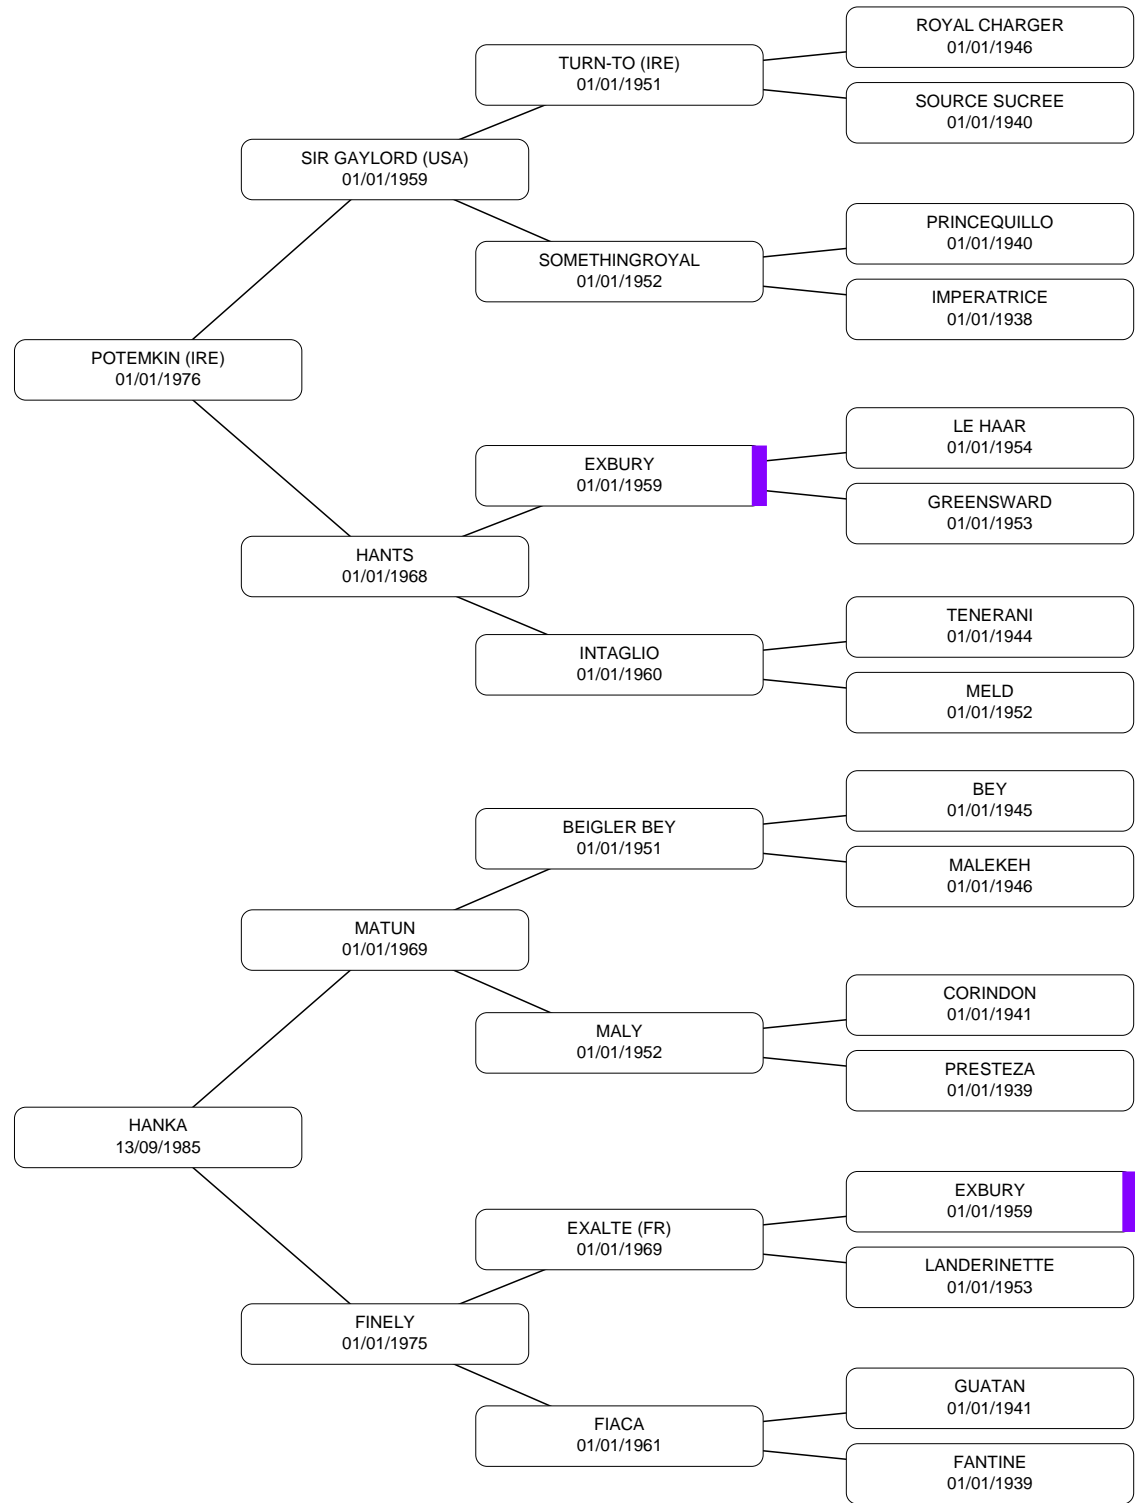 ROYAL CHARGER
01/01/1946
TURN-TO (IRE)
01/01/1951
SOURCE SUCREE
01/01/1940
SIR GAYLORD (USA)
01/01/1959
PRINCEQUILLO
01/01/1940
SOMETHINGROYAL
01/01/1952
IMPERATRICE
01/01/1938
POTEMKIN (IRE)
01/01/1976
LE HAAR
01/01/1954
EXBURY
01/01/1959
GREENSWARD
01/01/1953
HANTS
01/01/1968
TENERANI
01/01/1944
INTAGLIO
01/01/1960
MELD
01/01/1952
BEY
01/01/1945
BEIGLER BEY
01/01/1951
MALEKEH
01/01/1946
MATUN
01/01/1969
CORINDON
01/01/1941
MALY
01/01/1952
PRESTEZA
01/01/1939
HANKA
13/09/1985
EXBURY
01/01/1959
EXALTE (FR)
01/01/1969
LANDERINETTE
01/01/1953
FINELY
01/01/1975
GUATAN
01/01/1941
FIACA
01/01/1961
FANTINE
01/01/1939